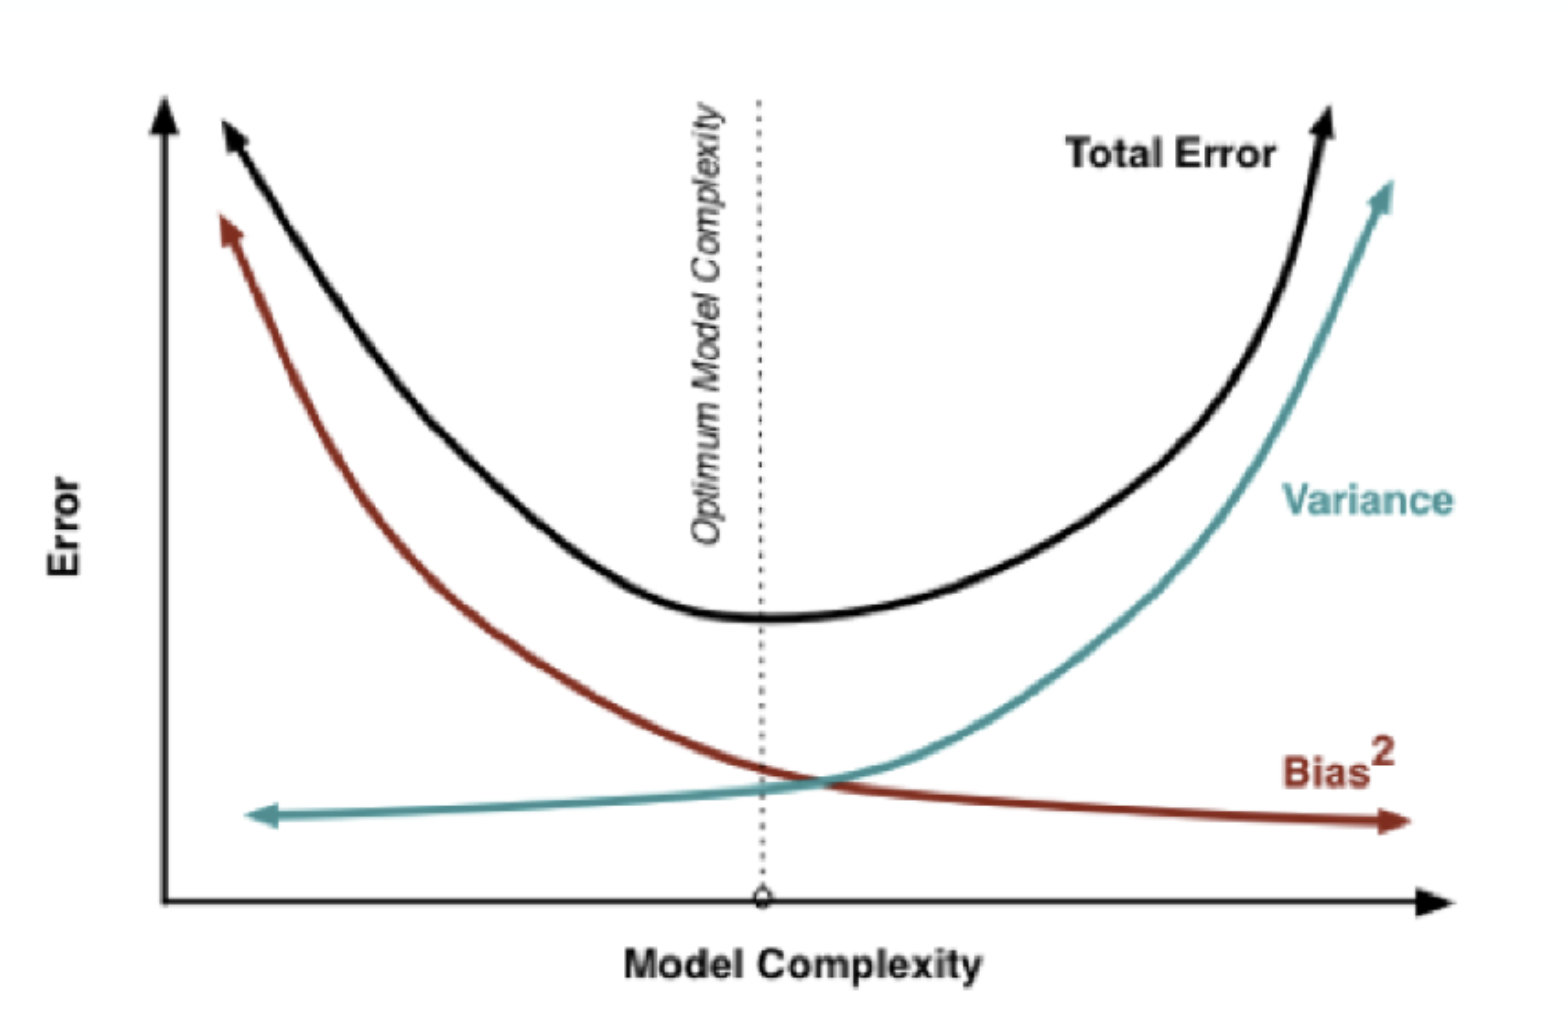 Optimum Model Complexity
Total Error
Error
Variance
Bias²
Model Complexity